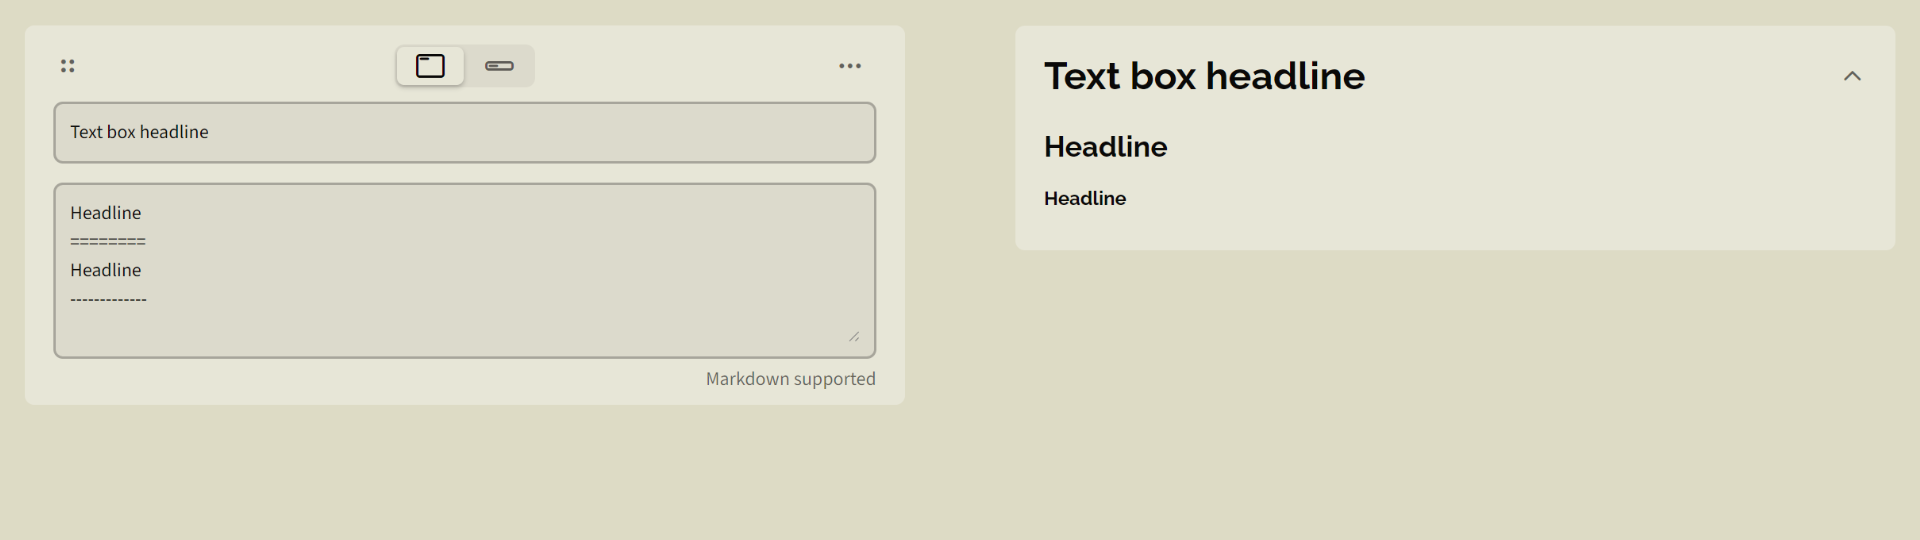 Text box headline
Headline
========
Headline
-------------
Markdown supported
Text box headline
Headline
Headline